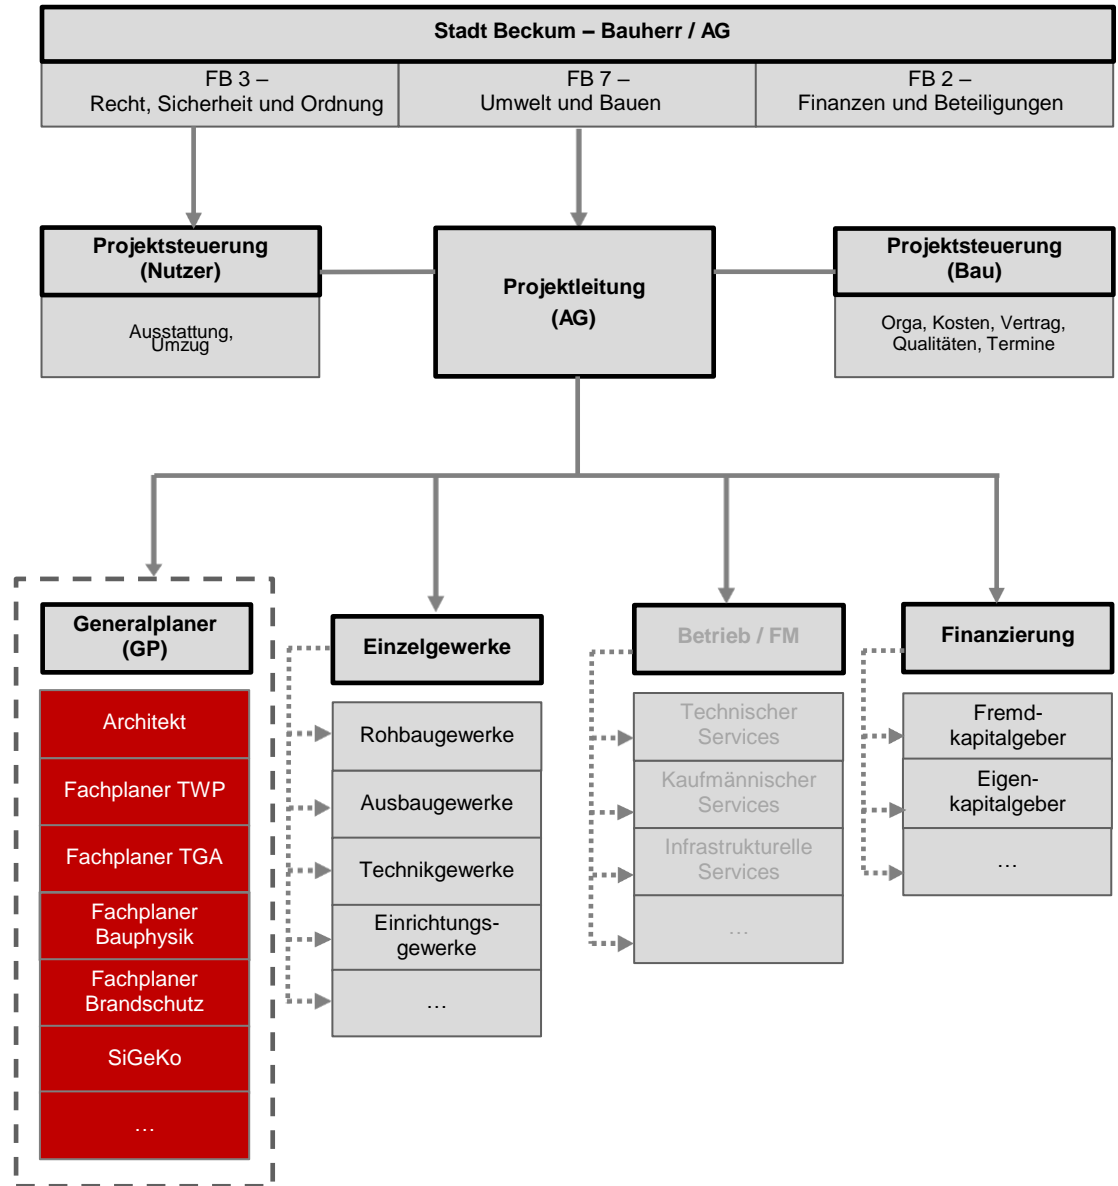 Stadt Beckum – Bauherr / AG
FB 3 –
Recht, Sicherheit und Ordnung
FB 7 –
Umwelt und Bauen
FB 2 –
Finanzen und Beteiligungen
Projektsteuerung
(Nutzer)
Ausstattung,
Umzug
Projektleitung
(AG)
Projektsteuerung
(Bau)
Orga, Kosten, Vertrag,
Qualitäten, Termine
Generalplaner
(GP)
Architekt
Fachplaner TWP
Fachplaner TGA
Fachplaner
Bauphysik
Fachplaner
Brandschutz
SiGeKo
…
Einzelgewerke
Rohbaugewerke
Ausbaugewerke
Technikgewerke
Einrichtungs-
gewerke
…
Betrieb / FM
Technischer
Services
Kaufmännischer
Services
Infrastrukturelle
Services
…
Finanzierung
Fremd-
kapitalgeber
Eigen-
kapitalgeber
…